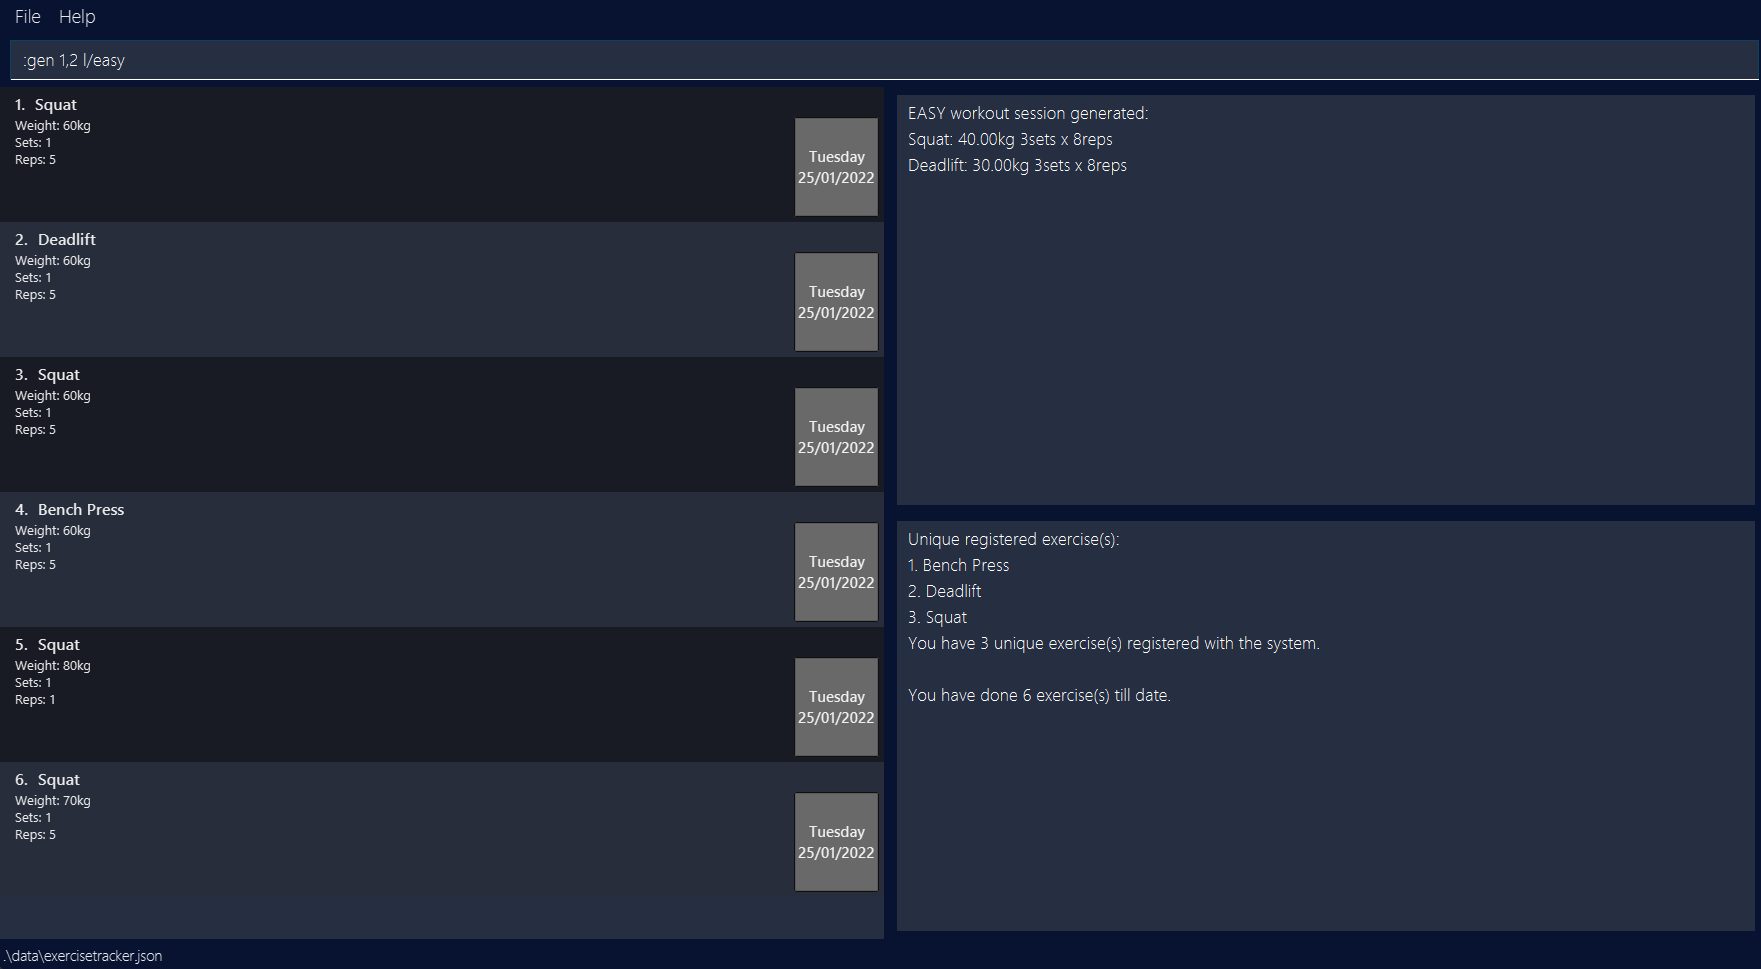 File Help
:gen 1,2 l/easy
1. Squat
Weight: 60kg
Sets: 1
Reps: 5
Tuesday
25/01/2022
2. Deadlift
Weight: 60kg
Sets: 1
Reps: 5
Tuesday
25/01/2022
3. Squat
Weight: 60kg
Sets: 1
Reps: 5
Tuesday
25/01/2022
4. Bench Press
Weight: 60kg
Sets: 1
Reps: 5
Tuesday
25/01/2022
5. Squat
Weight: 80kg
Sets: 1
Reps: 1
Tuesday
25/01/2022
6. Squat
Weight: 70kg
Sets: 1
Reps: 5
Tuesday
25/01/2022
EASY workout session generated:
Squat: 40.00kg 3sets x 8reps
Deadlift: 30.00kg 3sets x 8reps
Unique registered exercise(s):
1. Bench Press
2. Deadlift
3. Squat
You have 3 unique exercise(s) registered with the system.
You have done 6 exercise(s) till date.
.\data\exercisetracker.json